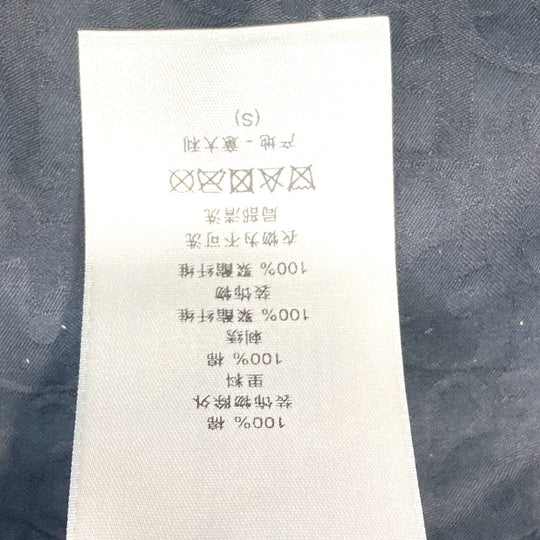 100% 棉
装饰物除外
里料
100% 棉
刺绣
100% 聚酯纤维
装饰物
100% 聚酯纤维
衣物为不可洗
局部清洗
产地 - 意大利
(S)